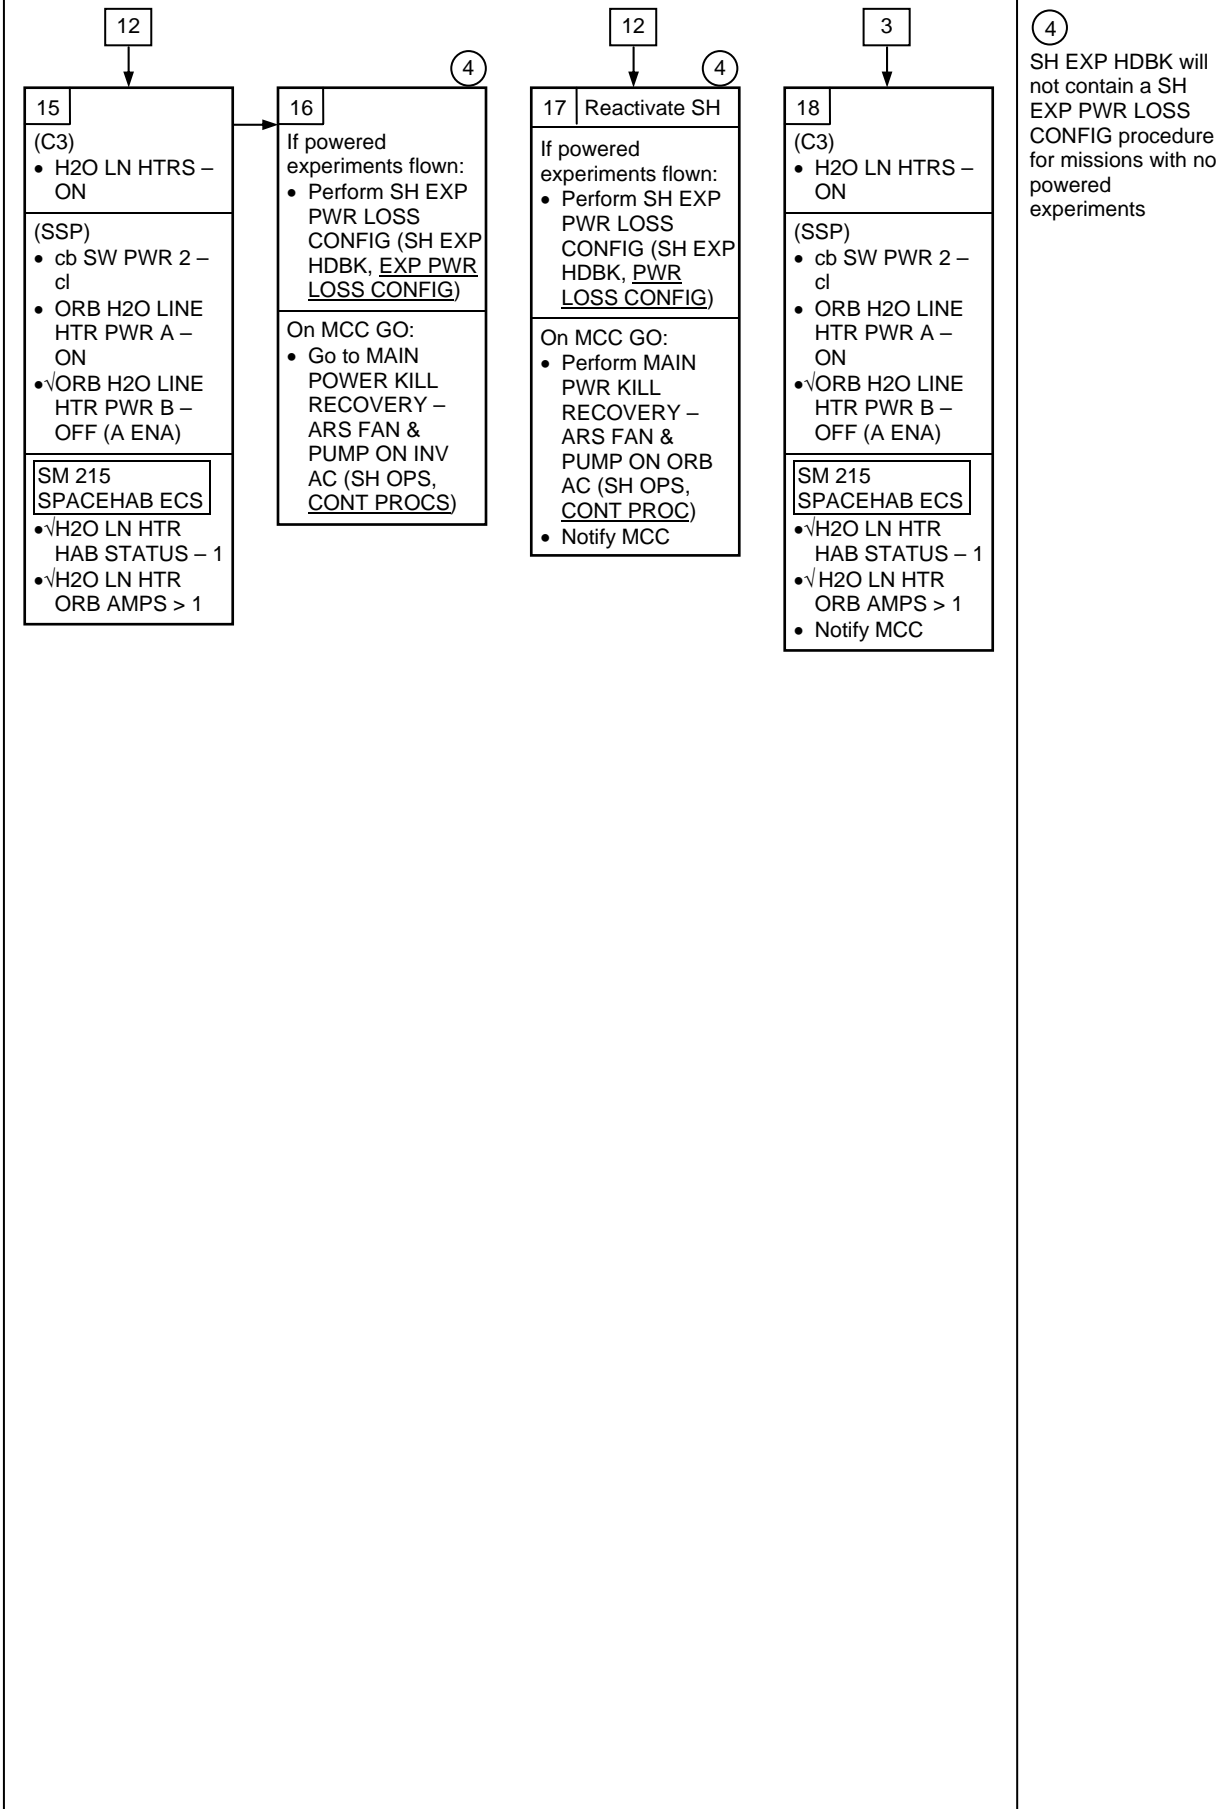 12
15
(C3)
• H2O LN HTRS –
ON
(SSP)
• cb SW PWR 2 –
cl
• ORB H2O LINE
HTR PWR A –
ON
•√ORB H2O LINE
HTR PWR B –
OFF (A ENA)
SM 215
SPACEHAB ECS
•√H2O LN HTR
HAB STATUS – 1
•√H2O LN HTR
ORB AMPS > 1
4
16
If powered
experiments flown:
• Perform SH EXP
PWR LOSS
CONFIG (SH EXP
HDBK, EXP PWR
LOSS CONFIG)
On MCC GO:
• Go to MAIN
POWER KILL
RECOVERY –
ARS FAN &
PUMP ON INV
AC (SH OPS,
CONT PROCS)
12
4
17 Reactivate SH
If powered
experiments flown:
• Perform SH EXP
PWR LOSS
CONFIG (SH EXP
HDBK, PWR
LOSS CONFIG)
On MCC GO:
• Perform MAIN
PWR KILL
RECOVERY –
ARS FAN &
PUMP ON ORB
AC (SH OPS,
CONT PROC)
• Notify MCC
3
18
(C3)
• H2O LN HTRS –
ON
(SSP)
• cb SW PWR 2 –
cl
• ORB H2O LINE
HTR PWR A –
ON
•√ORB H2O LINE
HTR PWR B –
OFF (A ENA)
SM 215
SPACEHAB ECS
•√H2O LN HTR
HAB STATUS – 1
•√ H2O LN HTR
ORB AMPS > 1
• Notify MCC
4
SH EXP HDBK will
not contain a SH
EXP PWR LOSS
CONFIG procedure
for missions with no
powered
experiments